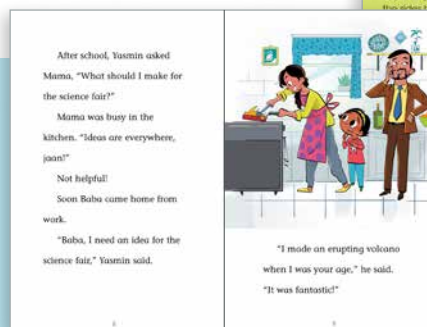 After school, Yasmin asked
Mama, "What should I make for
the science fair?"
Mama was busy in the
kitchen. "Ideas are everywhere,
jaan!"
Not helpful!
Soon Baba came home from
work.
"Baba, I need an idea for the
science fair," Yasmin said.
"I made an erupting volcano
when I was your age," he said.
"It was fantastic!"